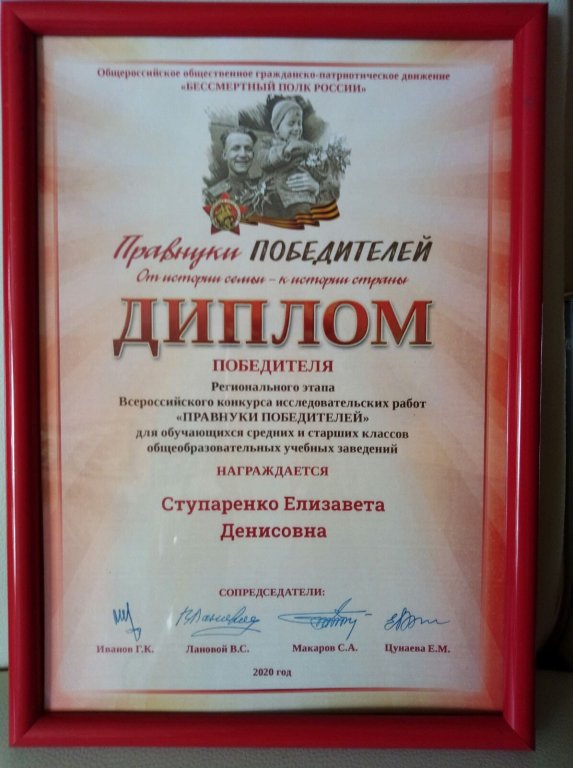 Общероссийское общественное гражданско-патриотическое движение
«БЕССМЕРТНЫЙ ПОЛК РОССИИ»
Правнуки ПОБЕДИТЕЛЕЙ
От истории семьи – к истории страны
ДИПЛОМ
ПОБЕДИТЕЛЯ
Регионального этапа
Всероссийского конкурса исследовательских работ
«ПРАВНУКИ ПОБЕДИТЕЛЕЙ»
для обучающихся средних и старших классов
общеобразовательных учебных заведений
НАГРАЖДАЕТСЯ
Ступаренко Елизавета
Денисовна
СОПРЕДСЕДАТЕЛИ:
Иванов Г.К. Лановой В.С. Макаров С.А. Цунаева Е.М.
2020 год